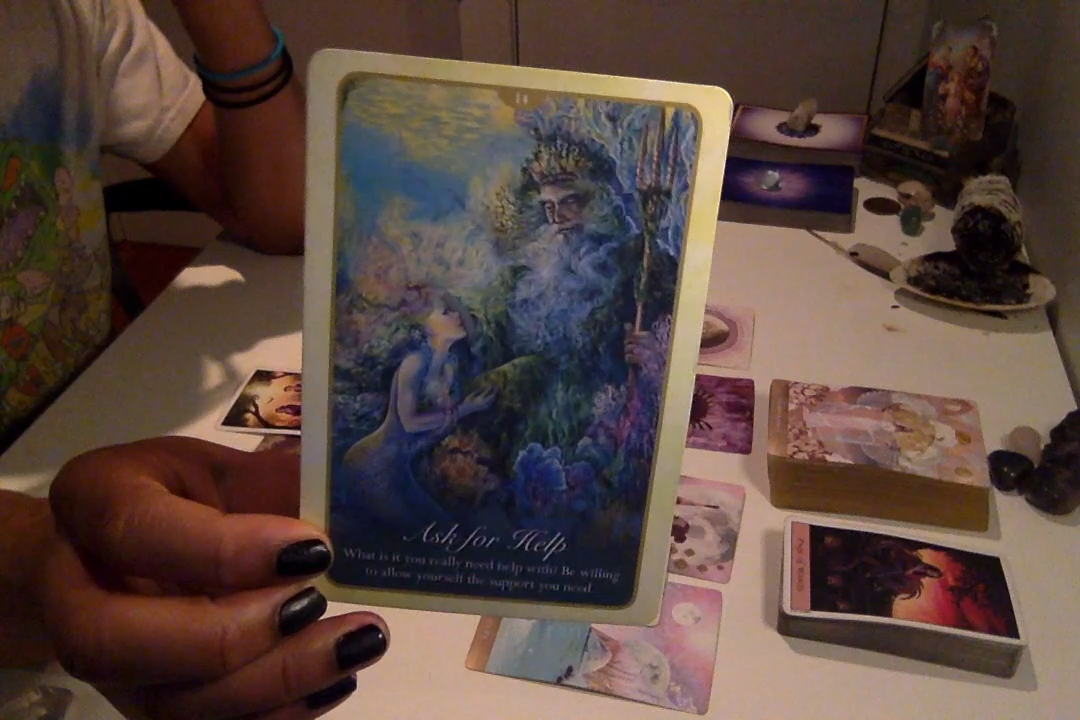 Ask for Help
What is it you really need help with? Be willing
to allow yourself the support you need.